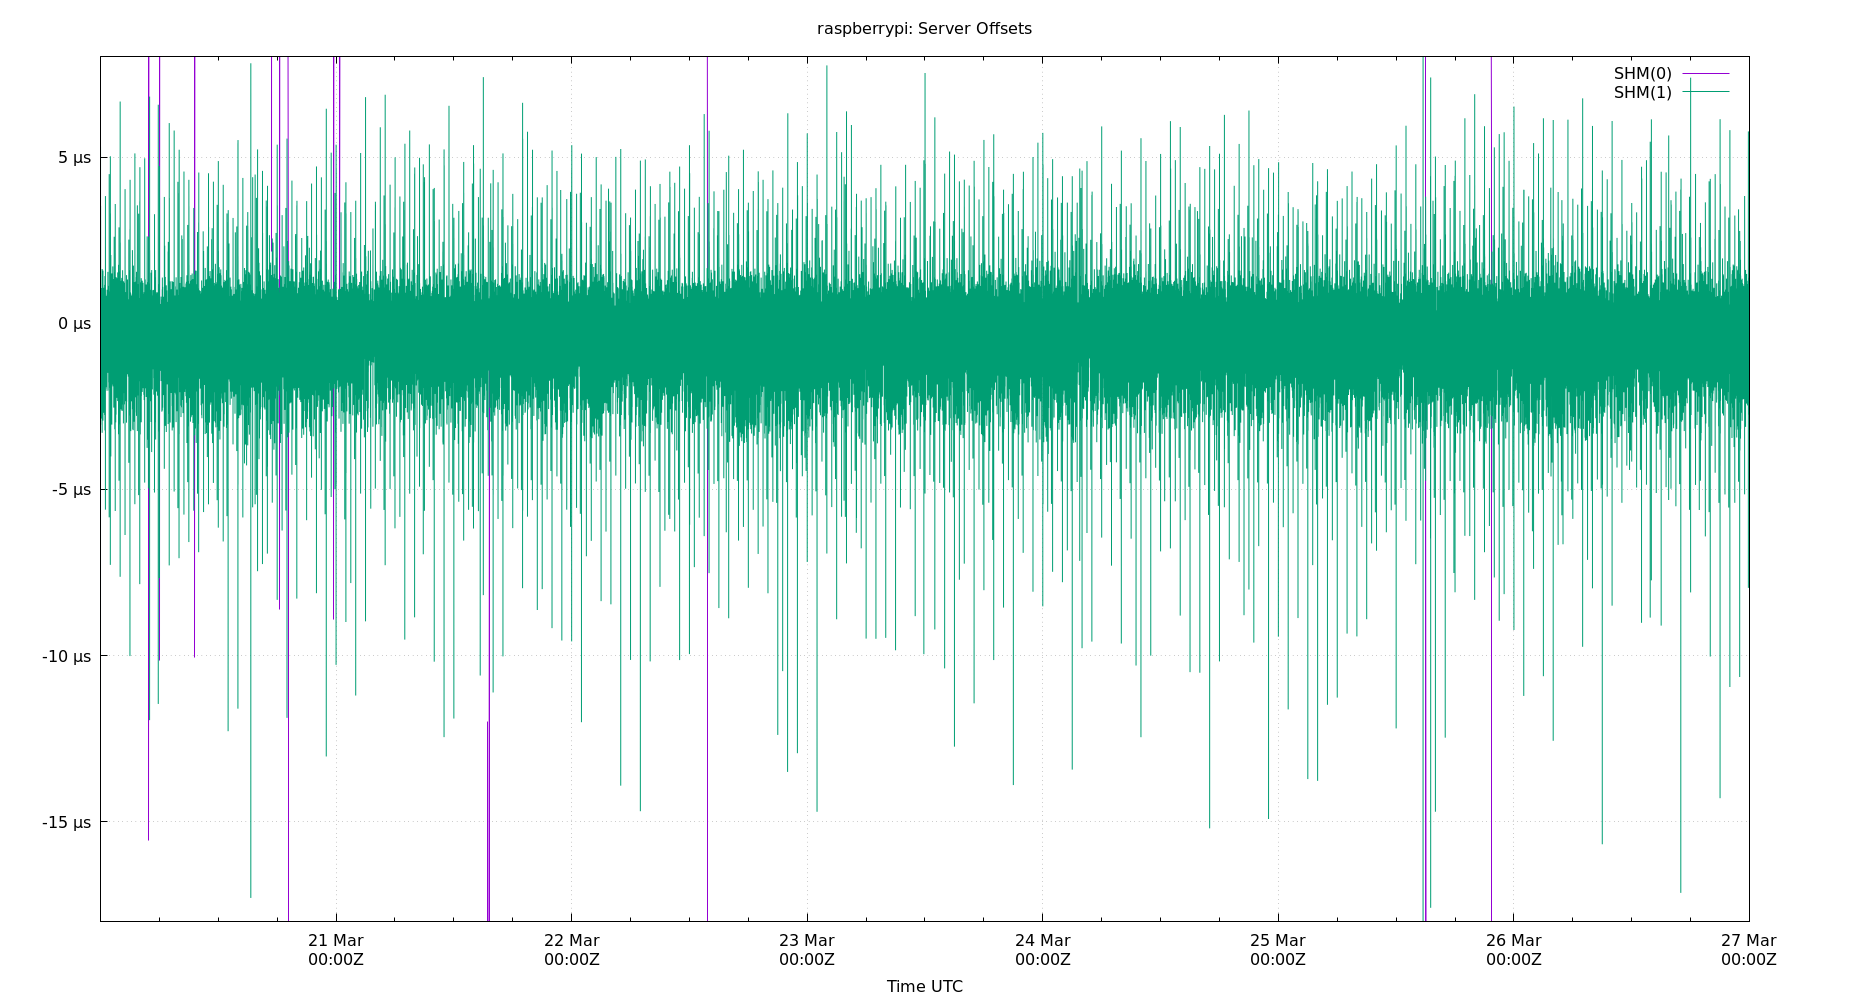 raspberrypi: Server Offsets
SHM(0)
SHM(1)
5 µs
0 µs
-5 µs
-10 µs
-15 µs
21 Mar 22 Mar 23 Mar 24 Mar 25 Mar 26 Mar 27 Mar
00:00Z 00:00Z 00:00Z 00:00Z 00:00Z 00:00Z 00:00Z
Time UTC